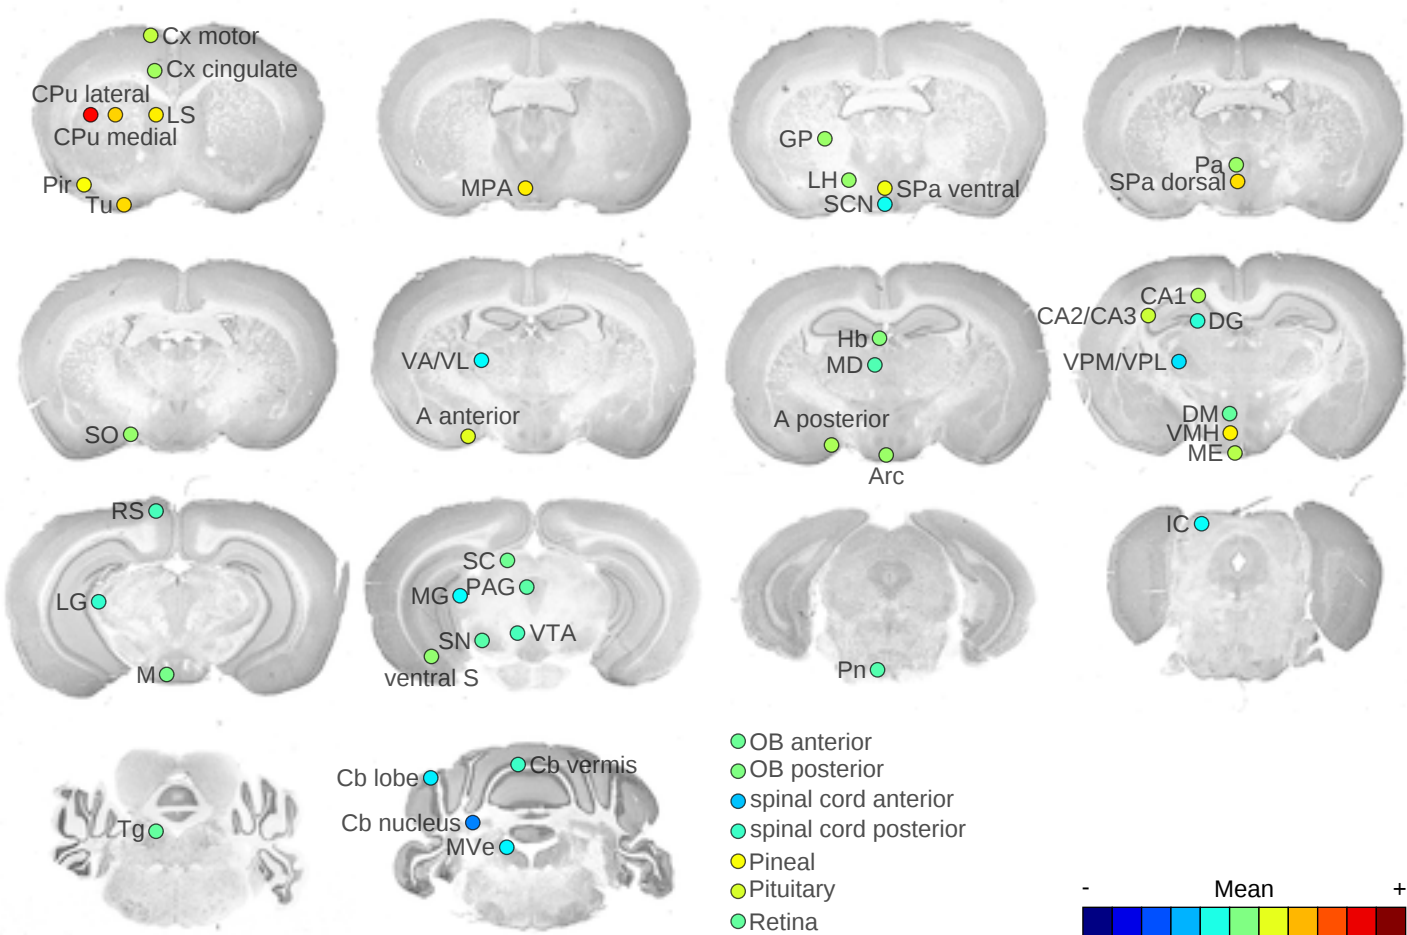 Cx motor
Cx cingulate
CPu lateral
LS
CPu medial
Pir
Tu
MPA
GP
LH
SPa ventral
SCN
Pa
SPa dorsal
SO
VA/VL
A anterior
Hb
MD
A posterior
Arc
CA1
CA2/CA3
DG
VPM/VPL
DM
VMH
ME
RS
LG
M
SC
PAG
MG
SN
VTA
ventral S
Pn
IC
Tg
Cb lobe
Cb vermis
Cb nucleus
MVe
OB anterior
OB posterior
spinal cord anterior
spinal cord posterior
Pineal
Pituitary
Retina
- Mean +